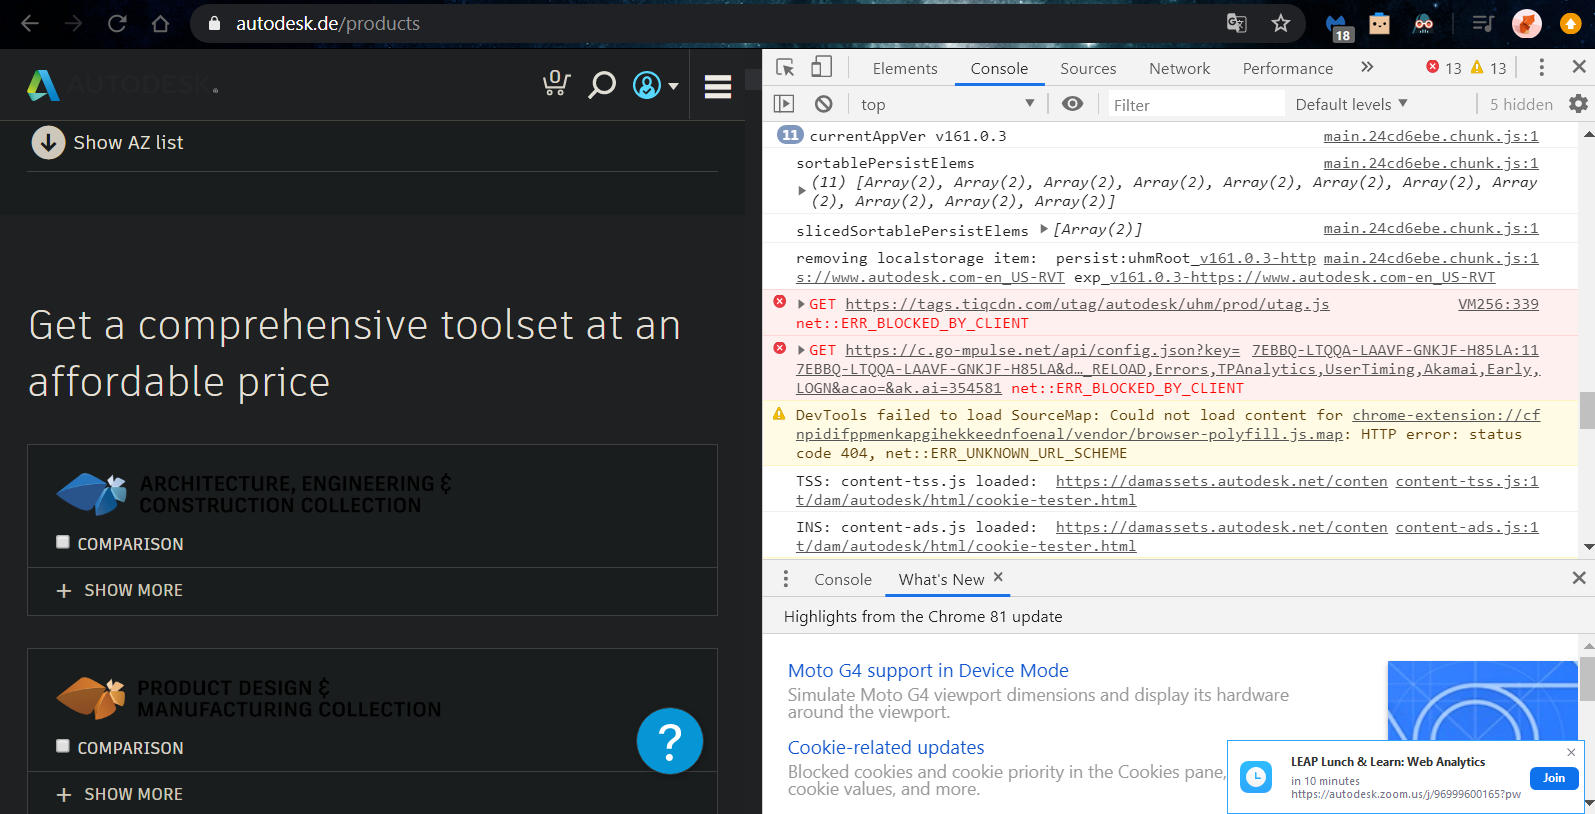 autodesk.de/products
18
AUTODESK
0
Show AZ list
Get a comprehensive toolset at an
affordable price
ARCHITECTURE, ENGINEERING &
CONSTRUCTION COLLECTION
COMPARISON
+ SHOW MORE
PRODUCT DESIGN &
MANUFACTURING COLLECTION
COMPARISON
+ SHOW MORE
?
Elements Console Sources Network Performance » 13 13
top Filter Default levels 5 hidden
11 currentAppVer v161.0.3 main.24cd6ebe.chunk.js:1
sortablePersistElems main.24cd6ebe.chunk.js:1
(11) [Array(2), Array(2), Array(2), Array(2), Array(2), Array(2), Array(2), Array
(2), Array(2), Array(2), Array(2)]
slicedSortablePersistElems [Array(2)] main.24cd6ebe.chunk.js:1
removing localstorage item: persist:uhmRoot_v161.0.3-http main.24cd6ebe.chunk.js:1
s://www.autodesk.com-en_US-RVT exp_v161.0.3-https://www.autodesk.com-en_US-RVT
GET https://tags.tiqcdn.com/utag/autodesk/uhm/prod/utag.js VM256:339
net::ERR_BLOCKED_BY_CLIENT
GET https://c.go-mpulse.net/api/config.json?key= 7EBBQ-LTQQA-LAAVF-GNKJF-H85LA:11
7EBBQ-LTQQA-LAAVF-GNKJF-H85LA&d…_RELOAD,Errors,TPAnalytics,UserTiming,Akamai,Early,
LOGN&acao=&ak.ai=354581 net::ERR_BLOCKED_BY_CLIENT
DevTools failed to load SourceMap: Could not load content for chrome-extension://cf
npidifppmenkapgihekkeednfoenal/vendor/browser-polyfill.js.map: HTTP error: status
code 404, net::ERR_UNKNOWN_URL_SCHEME
TSS: content-tss.js loaded: https://damassets.autodesk.net/conten content-tss.js:1
t/dam/autodesk/html/cookie-tester.html
INS: content-ads.js loaded: https://damassets.autodesk.net/conten content-ads.js:1
t/dam/autodesk/html/cookie-tester.html
Console What's New ×
Highlights from the Chrome 81 update
Moto G4 support in Device Mode
Simulate Moto G4 viewport dimensions and display its hardware
around the viewport.
Cookie-related updates
Blocked cookies and cookie priority in the Cookies pane,
cookie values, and more.
LEAP Lunch & Learn: Web Analytics
in 10 minutes
https://autodesk.zoom.us/j/96999600165?pw
Join